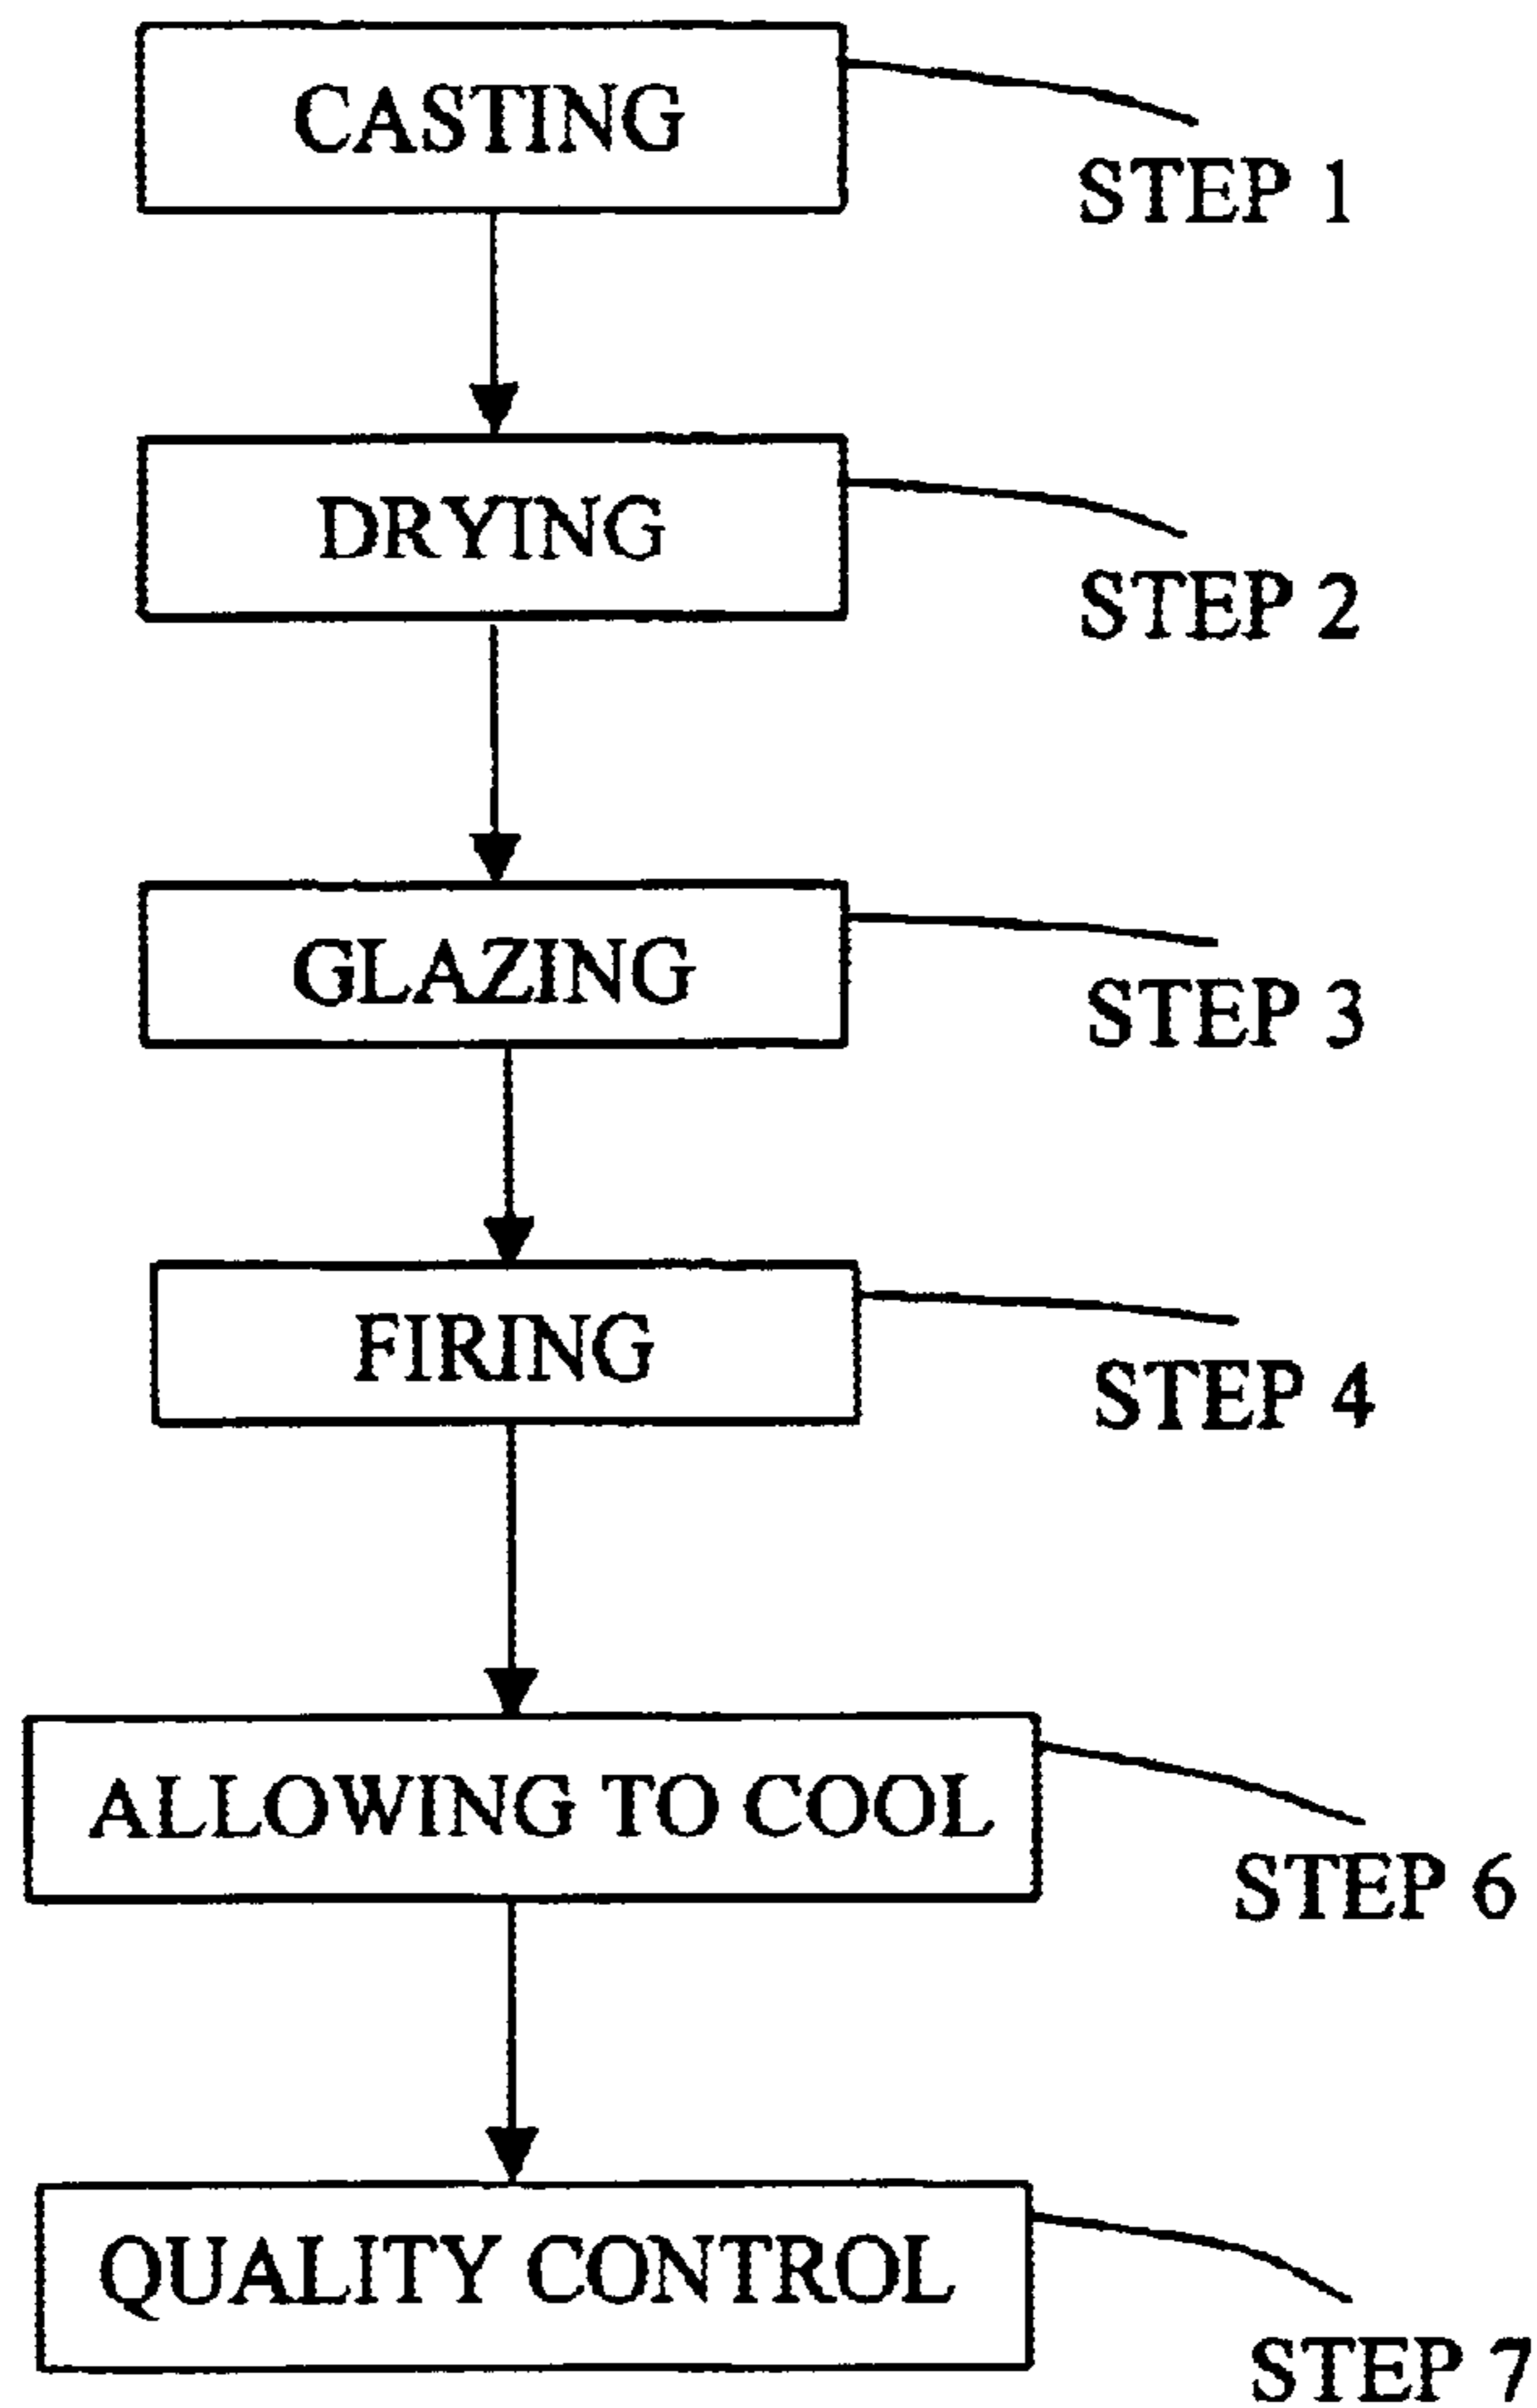 CASTING
STEP 1
DRYING
STEP 2
GLAZING
STEP 3
FIRING
STEP 4
ALLOWING TO COOL
STEP 6
QUALITY CONTROL
STEP 7